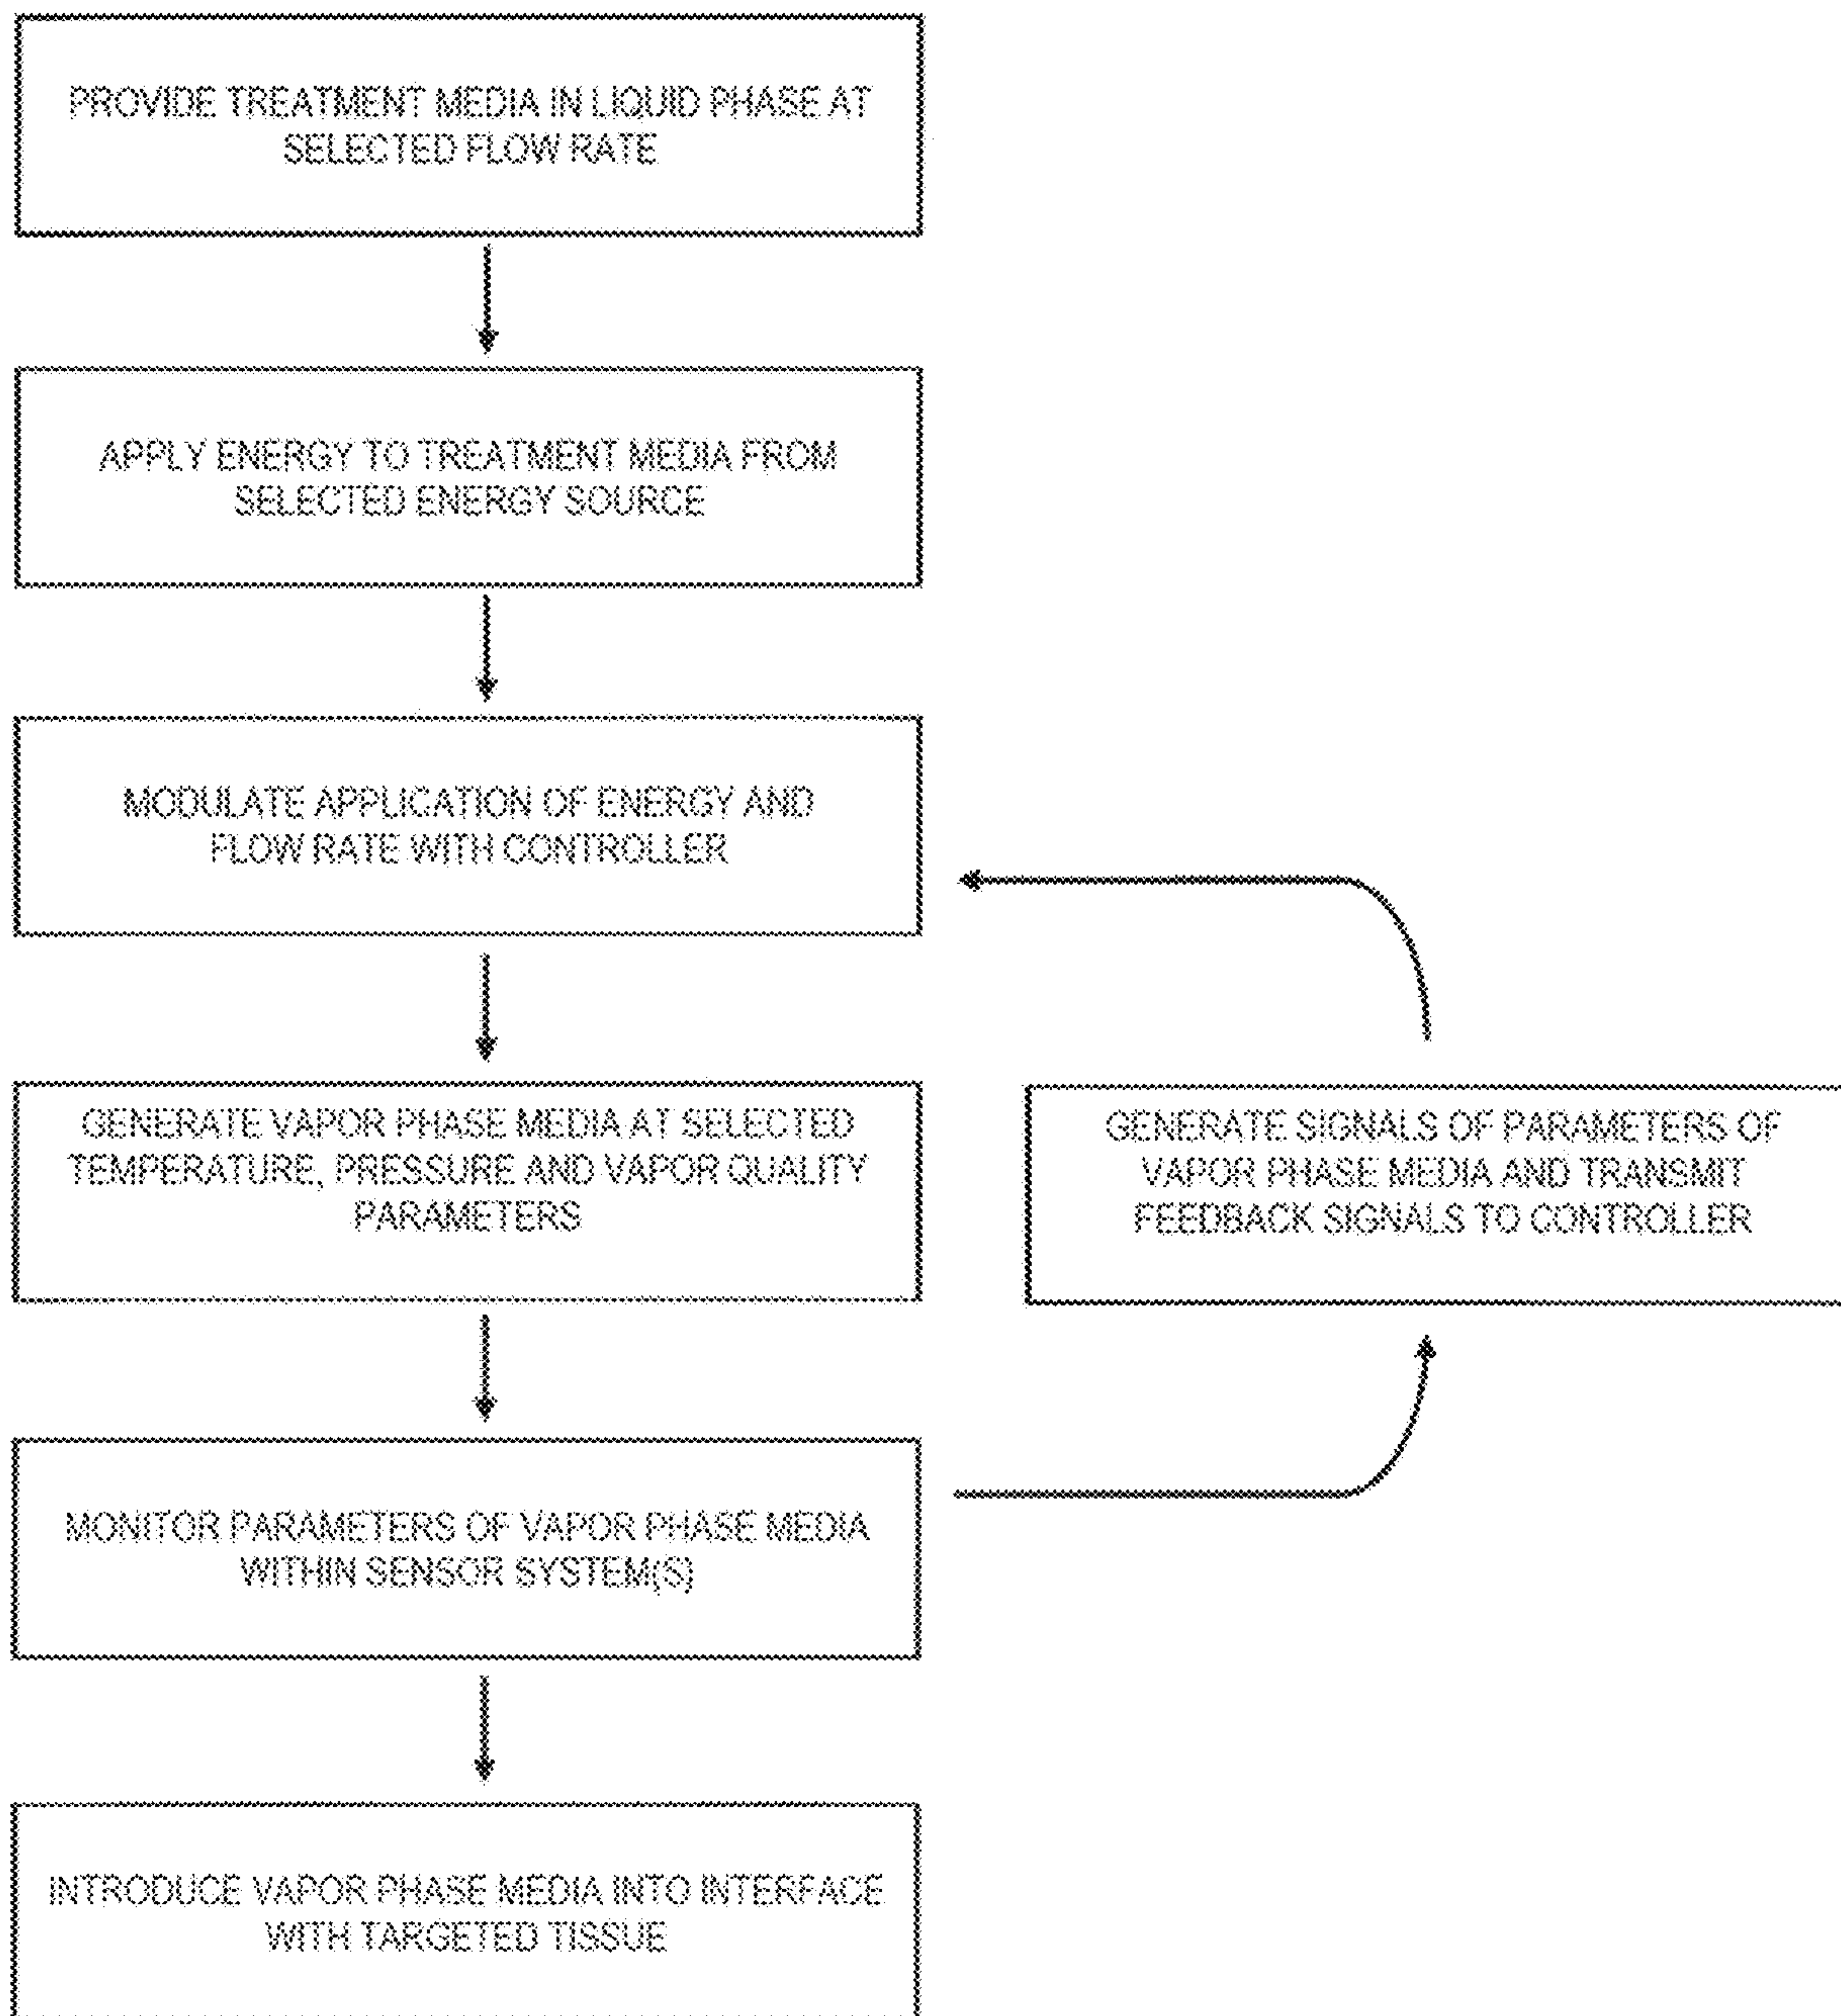 PROVIDE TREATMENT MEDIA IN LIQUID PHASE AT
SELECTED FLOW RATE
APPLY ENERGY TO TREATMENT MEDIA FROM
SELECTED ENERGY SOURCE
MODULATE APPLICATION OF ENERGY AND
FLOW RATE WITH CONTROLLER
GENERATE VAPOR PHASE MEDIA AT SELECTED
TEMPERATURE, PRESSURE AND VAPOR QUALITY
PARAMETERS
GENERATE SIGNALS OF PARAMETERS OF
VAPOR PHASE MEDIA AND TRANSMIT
FEEDBACK SIGNALS TO CONTROLLER
MONITOR PARAMETERS OF VAPOR PHASE MEDIA
WITHIN SENSOR SYSTEM(S)
INTRODUCE VAPOR PHASE MEDIA INTO INTERFACE
WITH TARGETED TISSUE